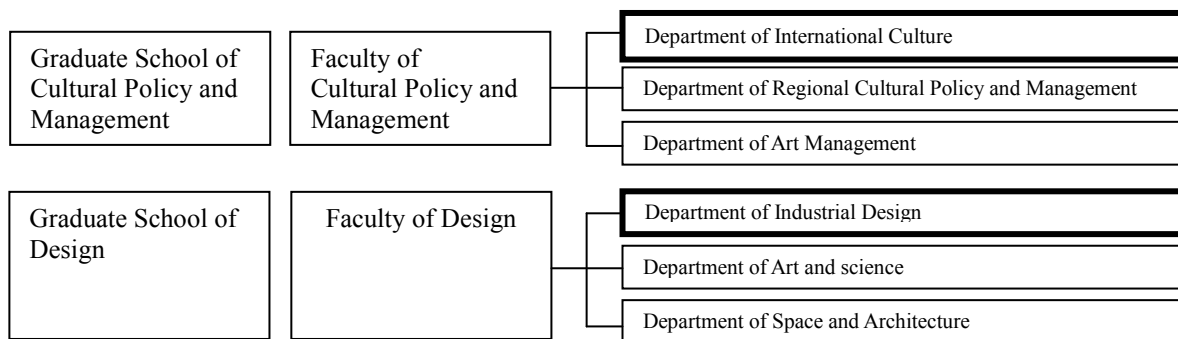 Graduate School of
Cultural Policy and
Management
Faculty of
Cultural Policy and
Management
Department of International Culture
Department of Regional Cultural Policy and Management
Department of Art Management
Graduate School of
Design
Faculty of Design
Department of Industrial Design
Department of Art and science
Department of Space and Architecture